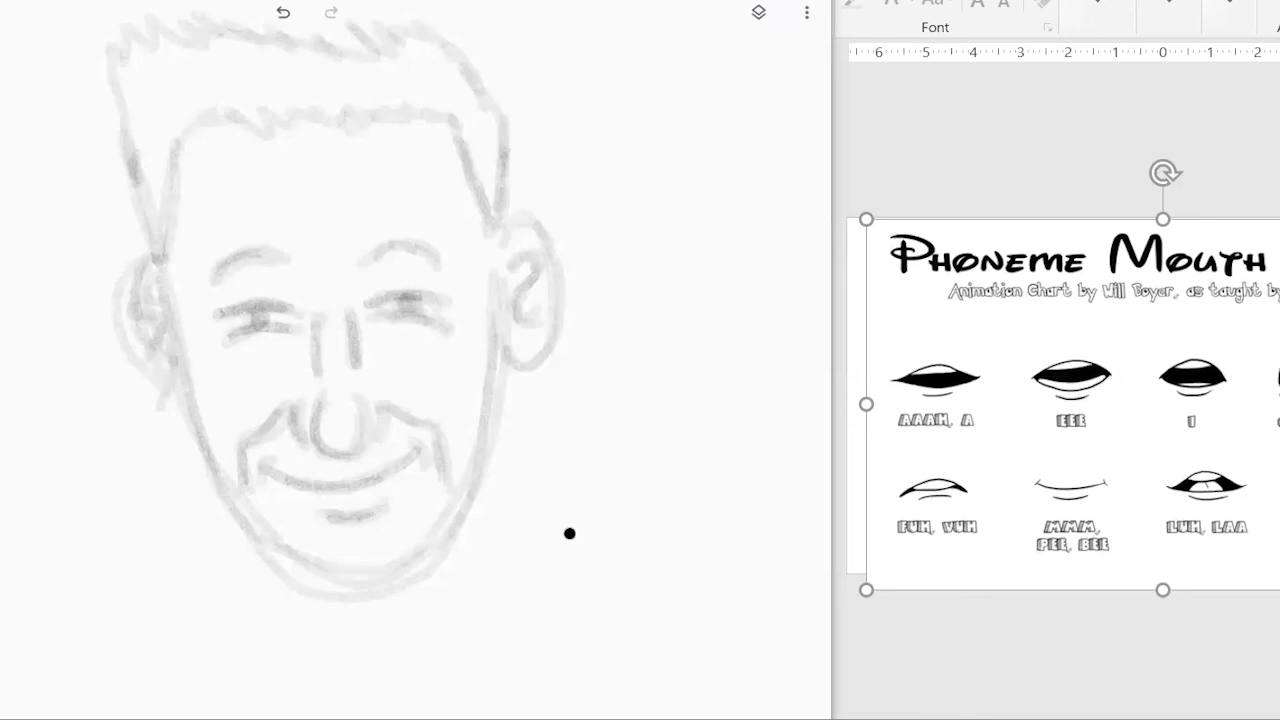 Font
6 5 4 3 2 1 0 1 2
Phoneme Mouth
Animation Chart by Will Boyer, as taught by
AAAH, A EEE I
FUH, VUH MMM, PEE, BEE LUH, LAA